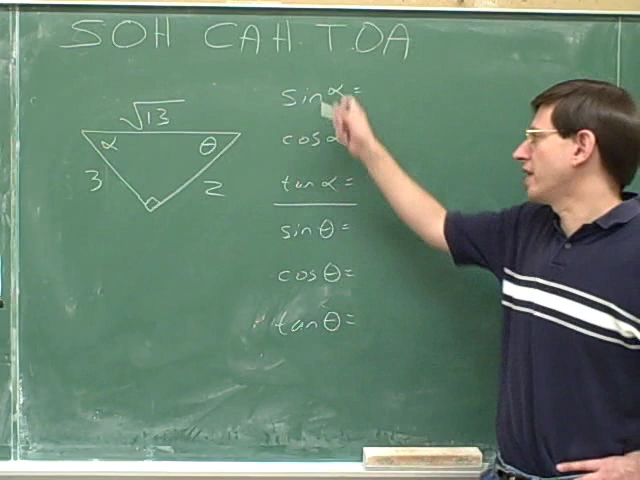 SOH CAH TOA
√13
α θ
3 2
sin α =
cos α
tan α =
sin θ =
cos θ =
tan θ =